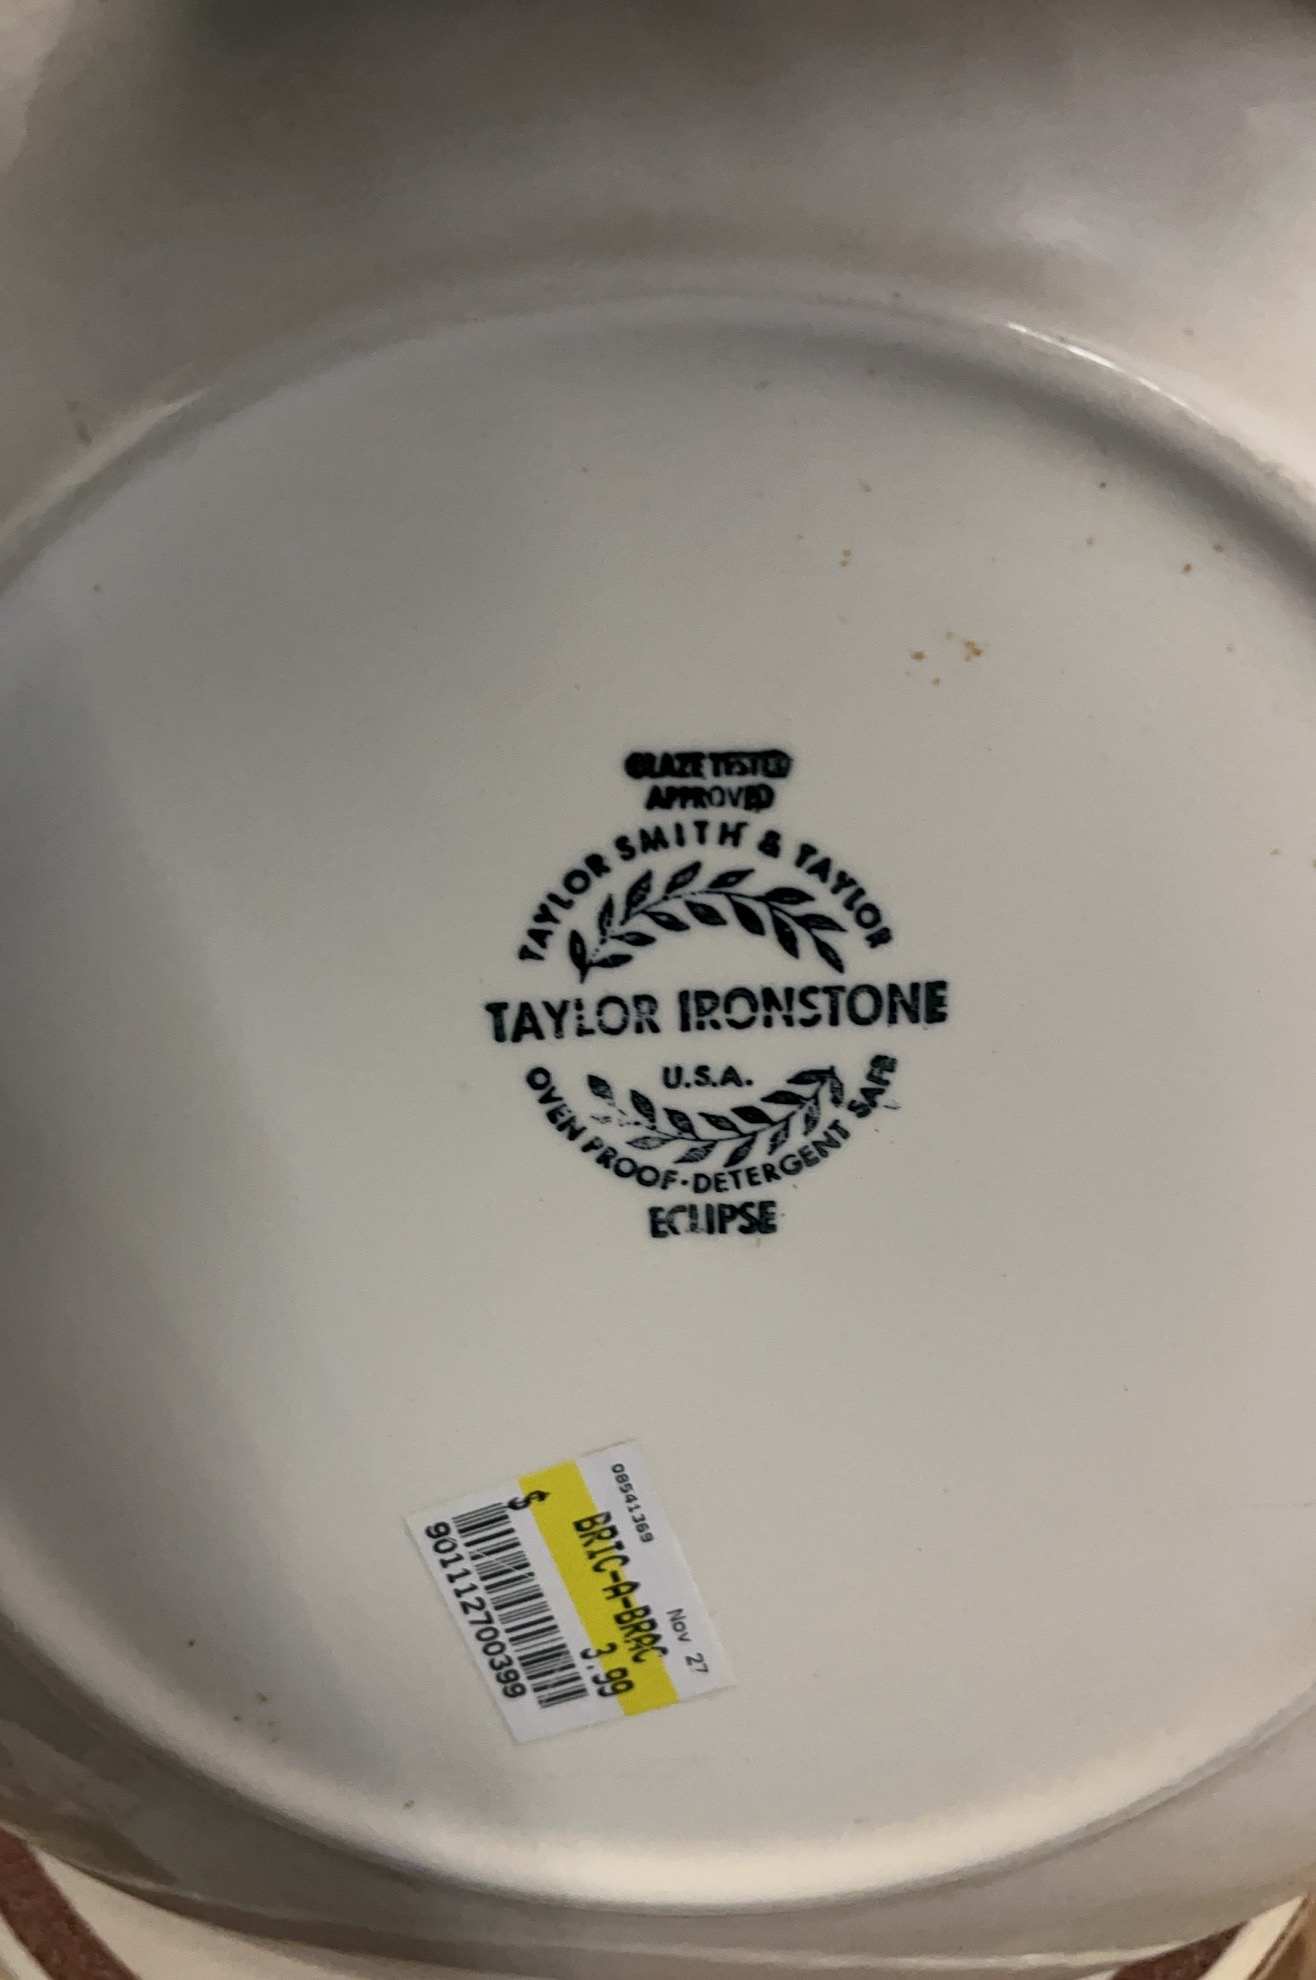 GLAZE TESTED
APPROVED
TAYLOR SMITH & TAYLOR
TAYLOR IRONSTONE
U.S.A.
OVEN PROOF·DETERGENT SAFE
ECLIPSE
08541369 Nov 27
BRIC-A-BRAC
$ 3.99
901112700399